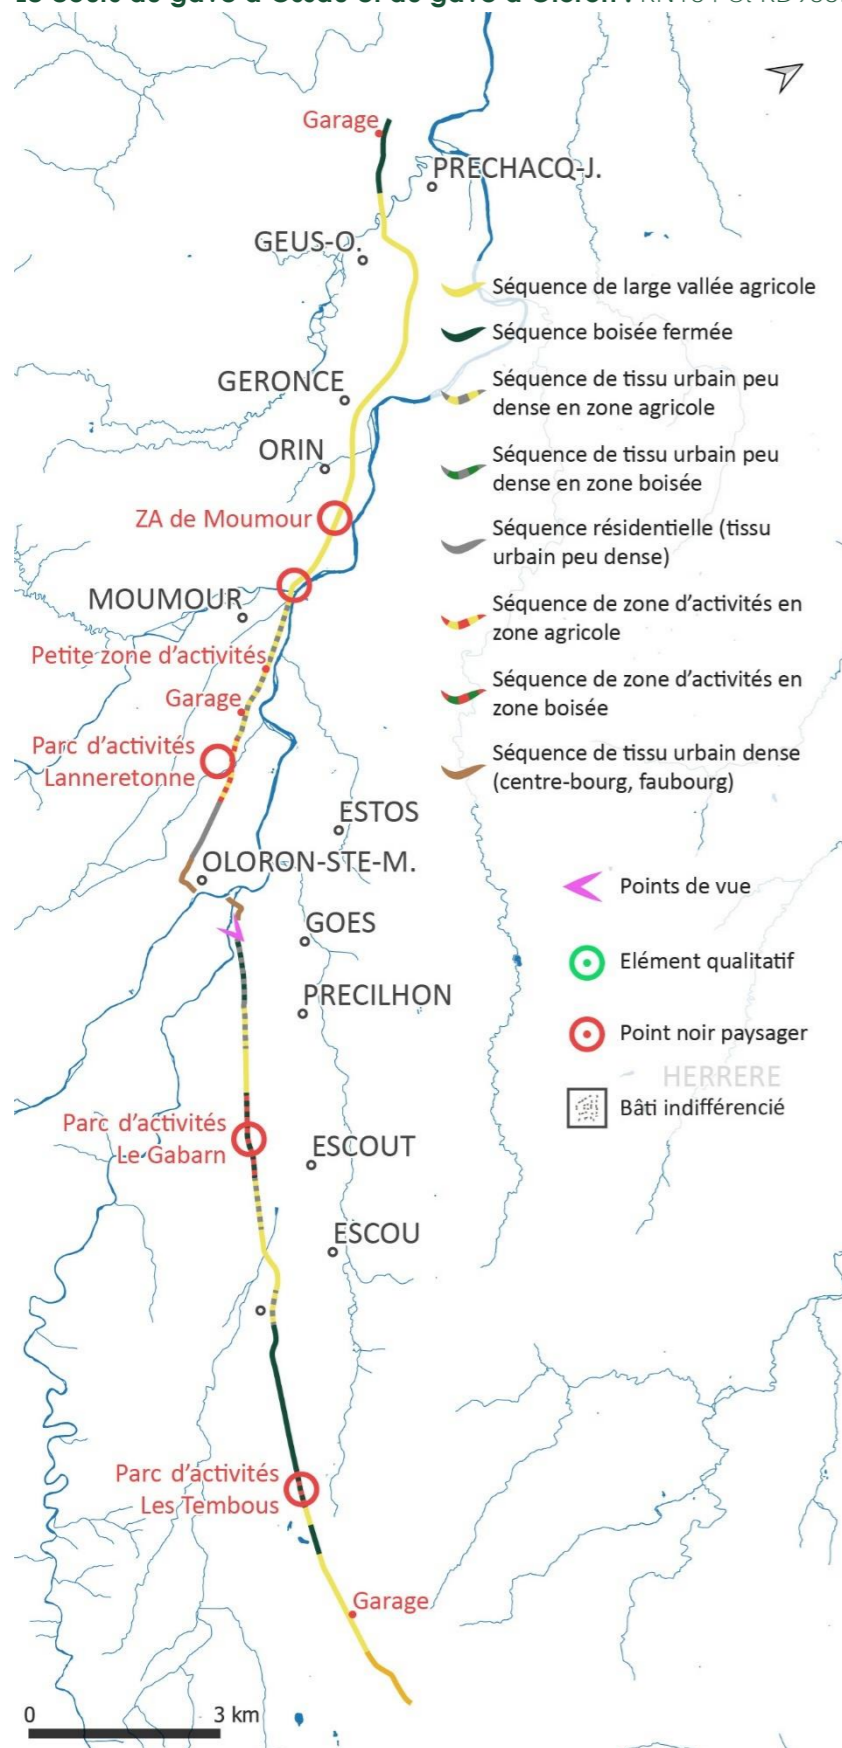 Garage
PRECHACQ-J.
GEUS-O.
Séquence de large vallée agricole
Séquence boisée fermée
GERONCE
Séquence de tissu urbain peu
dense en zone agricole
ORIN
Séquence de tissu urbain peu
dense en zone boisée
ZA de Moumour
Séquence résidentielle (tissu
urbain peu dense)
MOUMOUR
Séquence de zone d'activités en
zone agricole
Petite zone d'activités
Garage
Séquence de zone d'activités en
zone boisée
Parc d'activités
Lanneretonne
Séquence de tissu urbain dense
(centre-bourg, faubourg)
ESTOS
OLORON-STE-M.
Points de vue
GOES
Elément qualitatif
PRECILHON
Point noir paysager
HERRERE
Bâti indifférencié
Parc d'activités
Le Gabarn
ESCOUT
ESCOU
Parc d'activités
Les Tembous
Garage
0 3 km